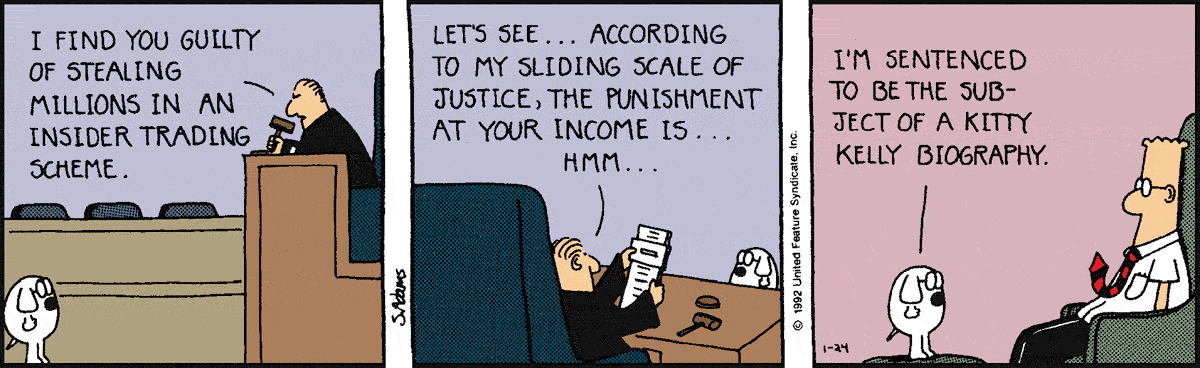 I FIND YOU GUILTY
OF STEALING
MILLIONS IN AN
INSIDER TRADING
SCHEME.
S.Adams
LET'S SEE... ACCORDING
TO MY SLIDING SCALE OF
JUSTICE, THE PUNISHMENT
AT YOUR INCOME IS...
HMM...
© 1992 United Feature Syndicate, Inc.
I'M SENTENCED
TO BE THE SUB-
JECT OF A KITTY
KELLY BIOGRAPHY.
1-24